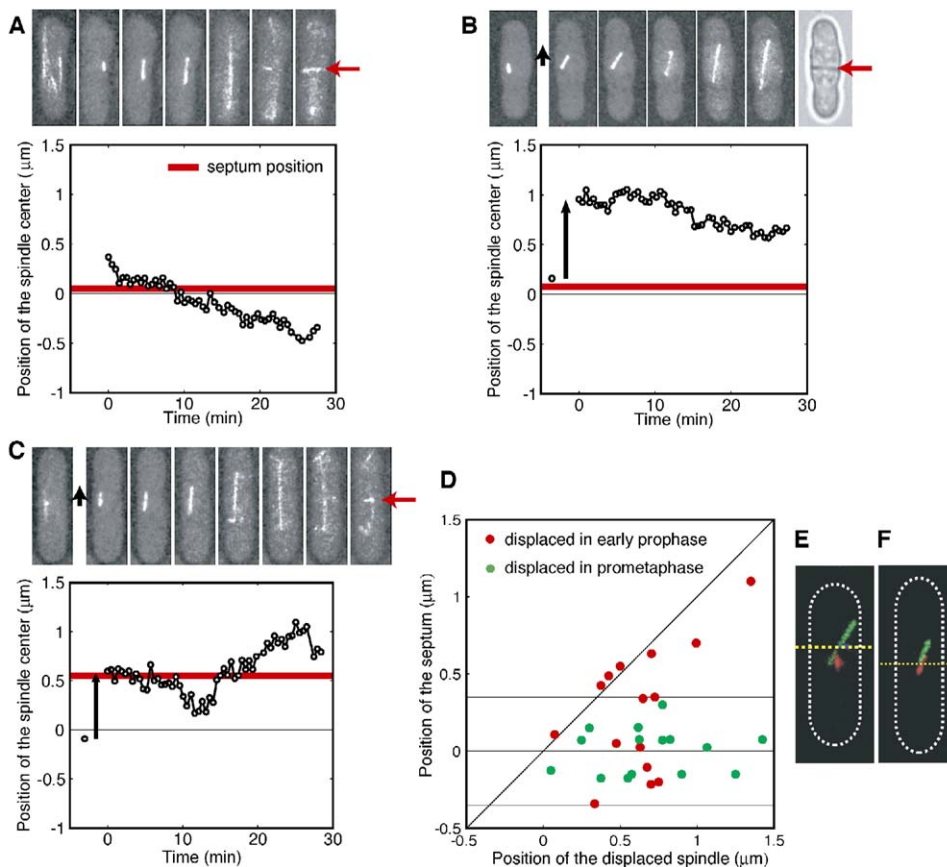 A
septum position
Position of the spindle center (μm)
1.5
1
0.5
0
-0.5
-1
0
10
20
30
Time (min)
B
Position of the spindle center (μm)
1.5
1
0.5
0
-0.5
-1
0
10
20
30
Time (min)
C
Position of the spindle center (μm)
1.5
1
0.5
0
-0.5
-1
0
10
20
30
Time (min)
D
displaced in early prophase
displaced in prometaphase
Position of the septum (μm)
1.5
1
0.5
0
-0.5
-0.5
0
0.5
1
1.5
Position of the displaced spindle (μm)
E
F